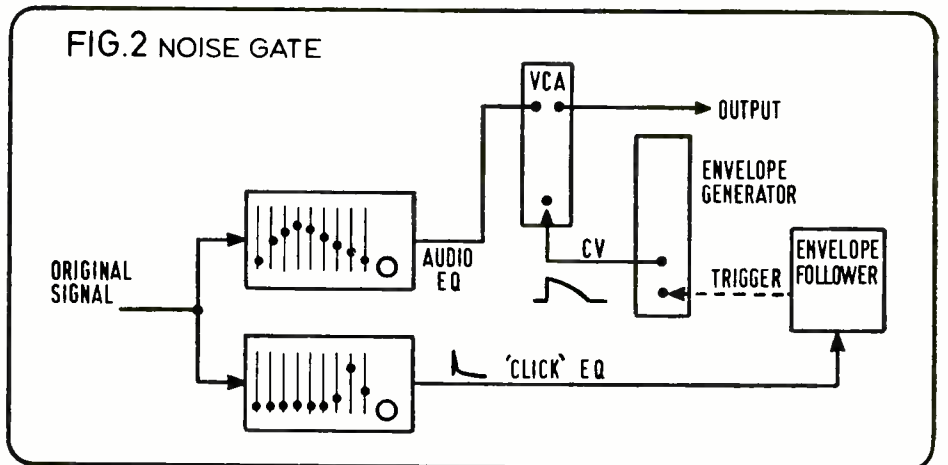 FIG.2 NOISE GATE
VCA
OUTPUT
ENVELOPE
GENERATOR
ORIGINAL
SIGNAL
AUDIO
EQ
CV
TRIGGER
ENVELOPE
FOLLOWER
'CLICK' EQ